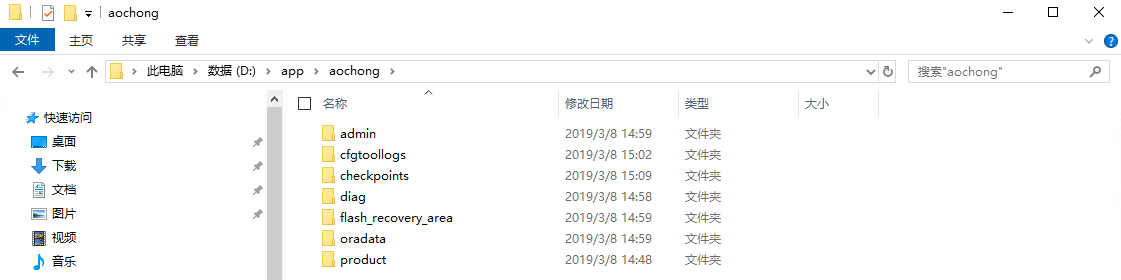 aochong
文件 主页 共享 查看
此电脑 数据 (D:) app aochong 搜索"aochong"
名称 修改日期 类型 大小
快速访问
桌面
下载
文档
图片
视频
音乐
admin 2019/3/8 14:59 文件夹
cfgtoollogs 2019/3/8 15:02 文件夹
checkpoints 2019/3/8 15:09 文件夹
diag 2019/3/8 14:58 文件夹
flash_recovery_area 2019/3/8 14:59 文件夹
oradata 2019/3/8 14:59 文件夹
product 2019/3/8 14:48 文件夹